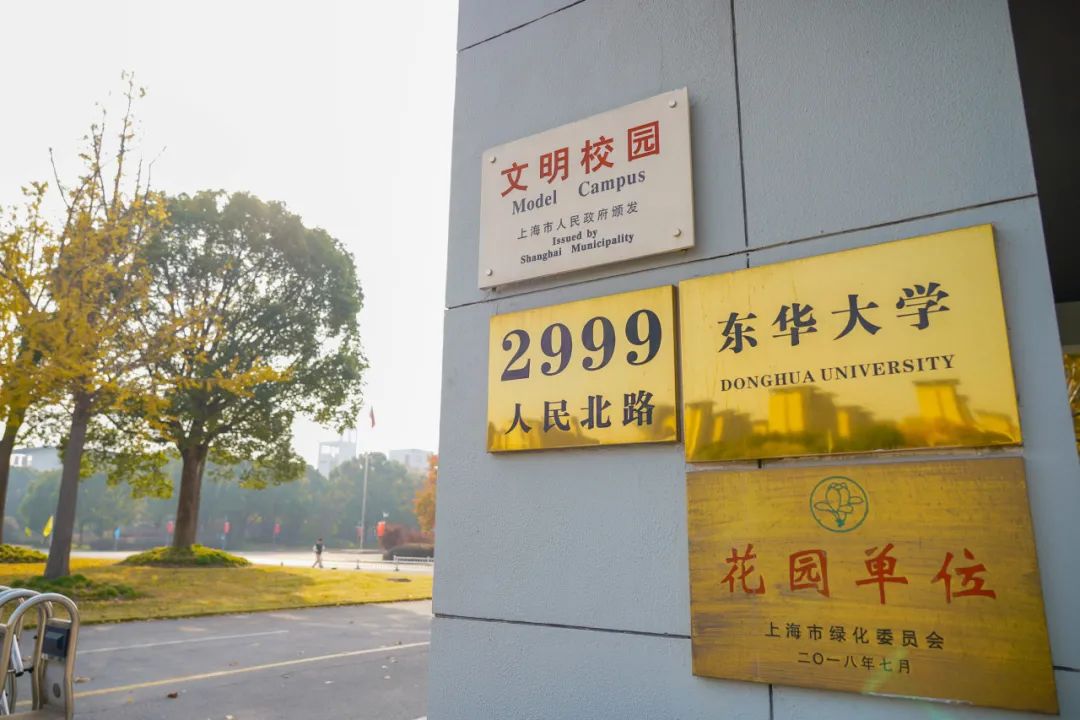 文明校园
Model Campus
上海市人民政府颁发
Issued by
Shanghai Municipality
2999
人民北路
东华大学
DONGHUA UNIVERSITY
花园单位
上海市绿化委员会
二〇一八年七月